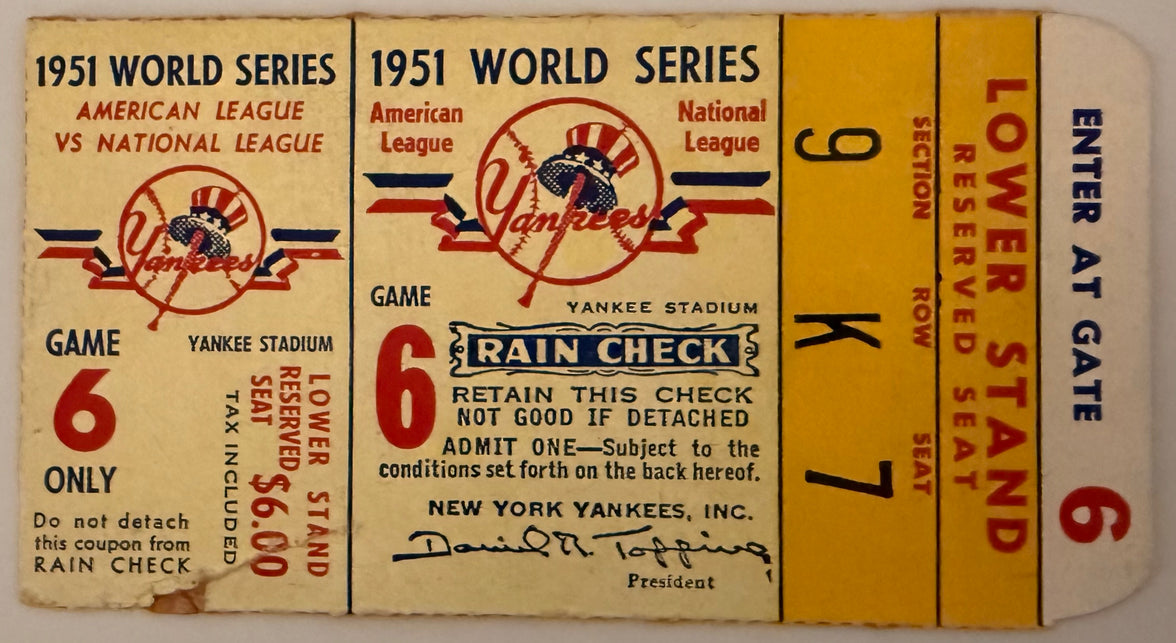 1951 WORLD SERIES
AMERICAN LEAGUE
VS NATIONAL LEAGUE
Yankees
GAME
6
ONLY
YANKEE STADIUM
LOWER STAND
RESERVED
SEAT
$6.00
TAX INCLUDED
Do not detach
this coupon from
RAIN CHECK
1951 WORLD SERIES
American
League
National
League
Yankees
GAME
6
YANKEE STADIUM
RAIN CHECK
RETAIN THIS CHECK
NOT GOOD IF DETACHED
ADMIT ONE—Subject to the
conditions set forth on the back hereof.
NEW YORK YANKEES, INC.
Daniel R. Topping
President
9 K 7
SECTION ROW SEAT
LOWER STAND
RESERVED SEAT
ENTER AT GATE 6